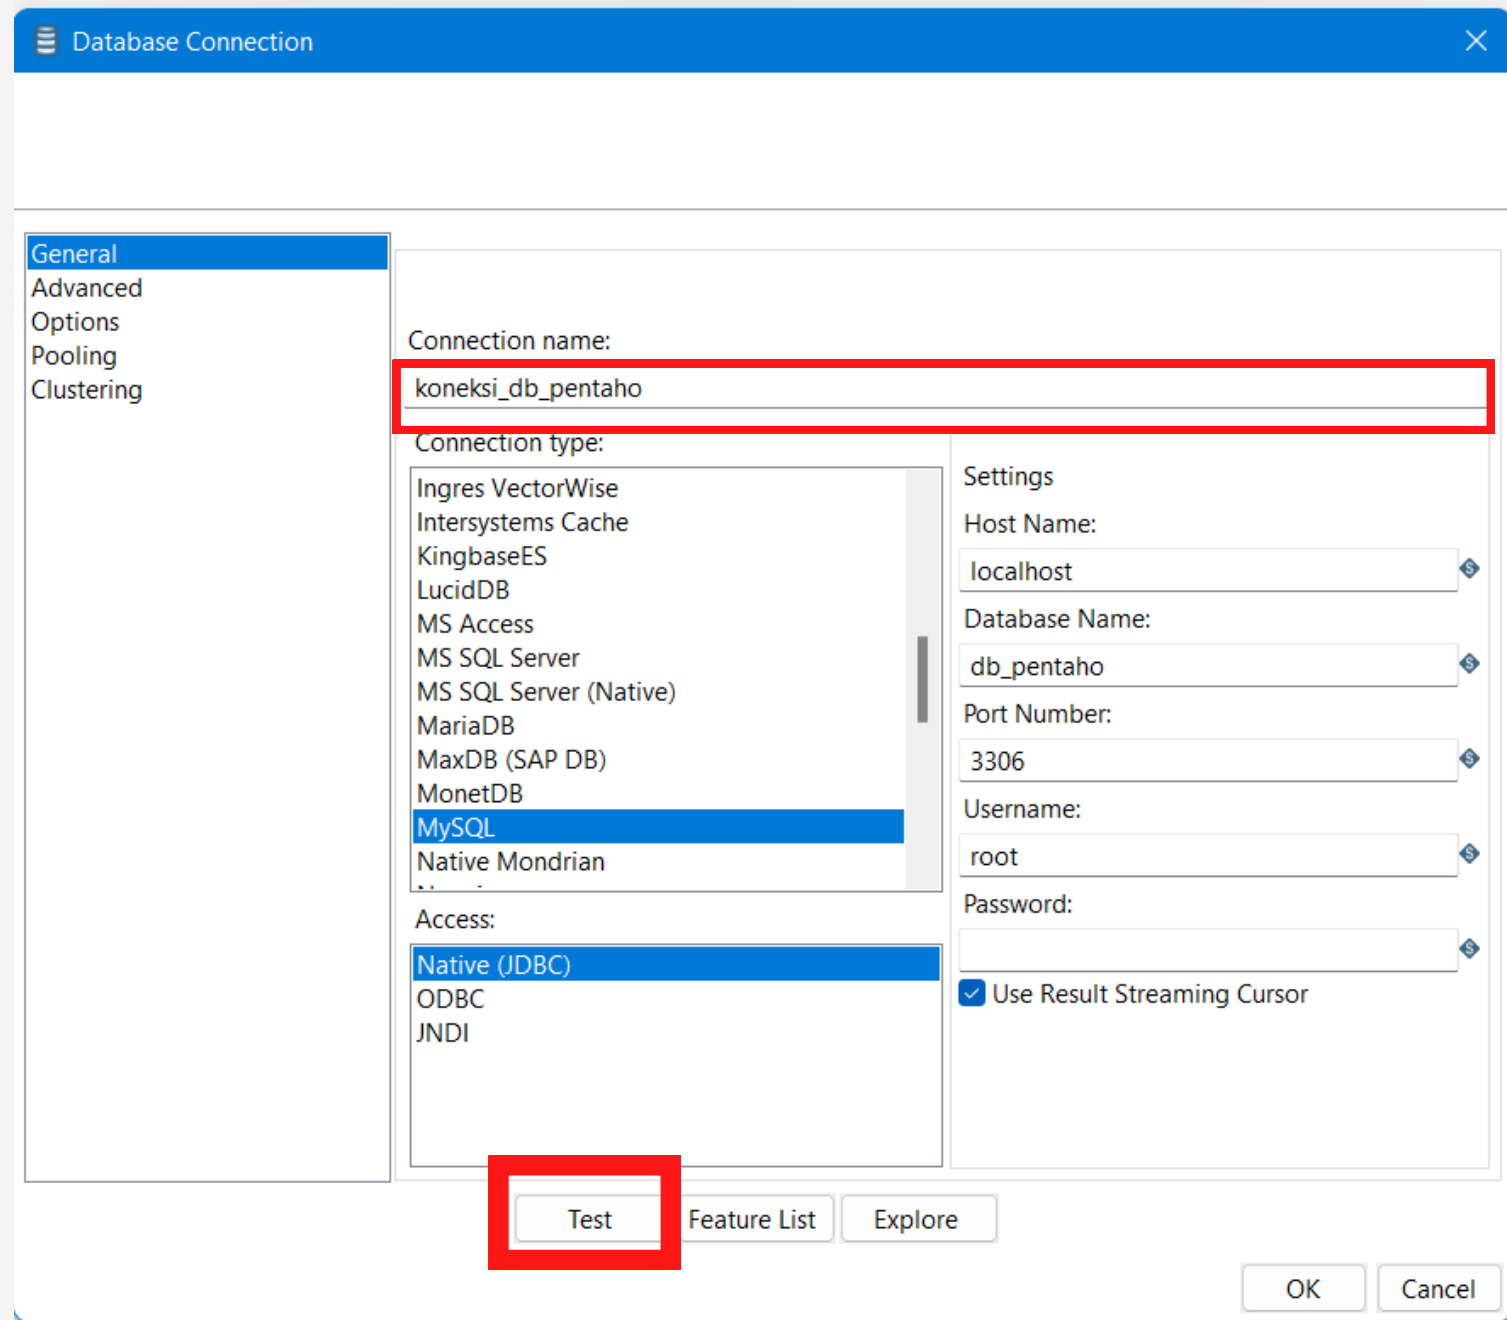 Database Connection
General
Advanced
Options
Pooling
Clustering
Connection name:
koneksi_db_pentaho
Connection type:
Ingres VectorWise
Intersystems Cache
KingbaseES
LucidDB
MS Access
MS SQL Server
MS SQL Server (Native)
MariaDB
MaxDB (SAP DB)
MonetDB
MySQL
Native Mondrian
Access:
Native (JDBC)
ODBC
JNDI
Settings
Host Name:
localhost
Database Name:
db_pentaho
Port Number:
3306
Username:
root
Password:
Use Result Streaming Cursor
Test
Feature List
Explore
OK
Cancel